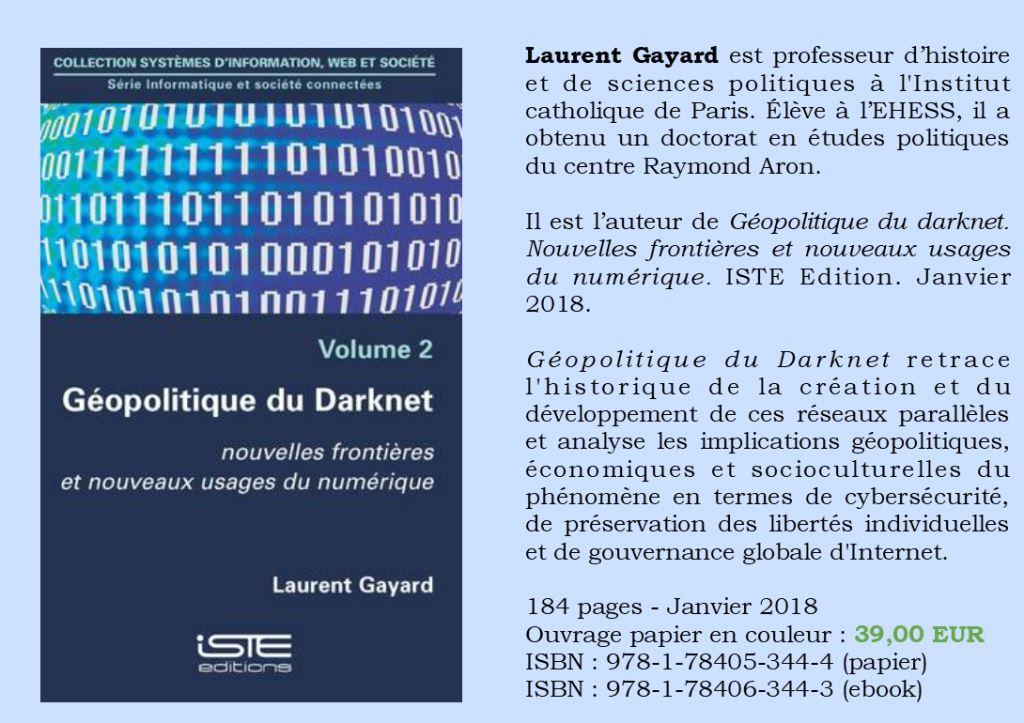 COLLECTION SYSTÈMES D'INFORMATION, WEB ET SOCIÉTÉ
Série Informatique et société connectées
00010101010101010101001
00111111111101010010
01101110110101010101
11010101010001010101
11010101010011101010
Volume 2
Géopolitique du Darknet
nouvelles frontières
et nouveaux usages du numérique
Laurent Gayard
iSTE
editions
Laurent Gayard est professeur d’histoire
et de sciences politiques à l'Institut
catholique de Paris. Élève à l’EHESS, il a
obtenu un doctorat en études politiques
du centre Raymond Aron.
Il est l’auteur de Géopolitique du darknet.
Nouvelles frontières et nouveaux usages
du numérique. ISTE Edition. Janvier
2018.
Géopolitique du Darknet retrace
l'historique de la création et du
développement de ces réseaux parallèles
et analyse les implications géopolitiques,
économiques et socioculturelles du
phénomène en termes de cybersécurité,
de préservation des libertés individuelles
et de gouvernance globale d'Internet.
184 pages - Janvier 2018
Ouvrage papier en couleur : 39,00 EUR
ISBN : 978-1-78405-344-4 (papier)
ISBN : 978-1-78406-344-3 (ebook)